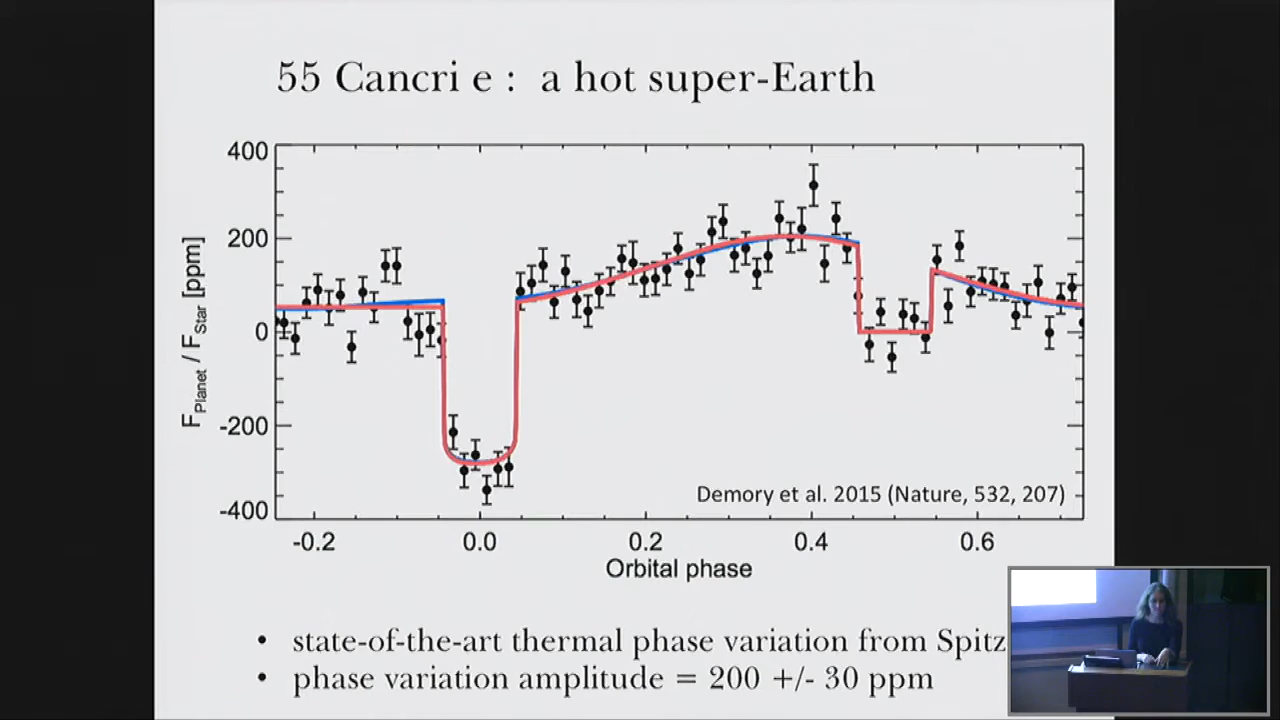 55 Cancri e : a hot super-Earth
400
200
0
-200
-400
F_Planet / F_Star [ppm]
Demory et al. 2015 (Nature, 532, 207)
-0.2 0.0 0.2 0.4 0.6
Orbital phase
• state-of-the-art thermal phase variation from Spitz
• phase variation amplitude = 200 +/- 30 ppm